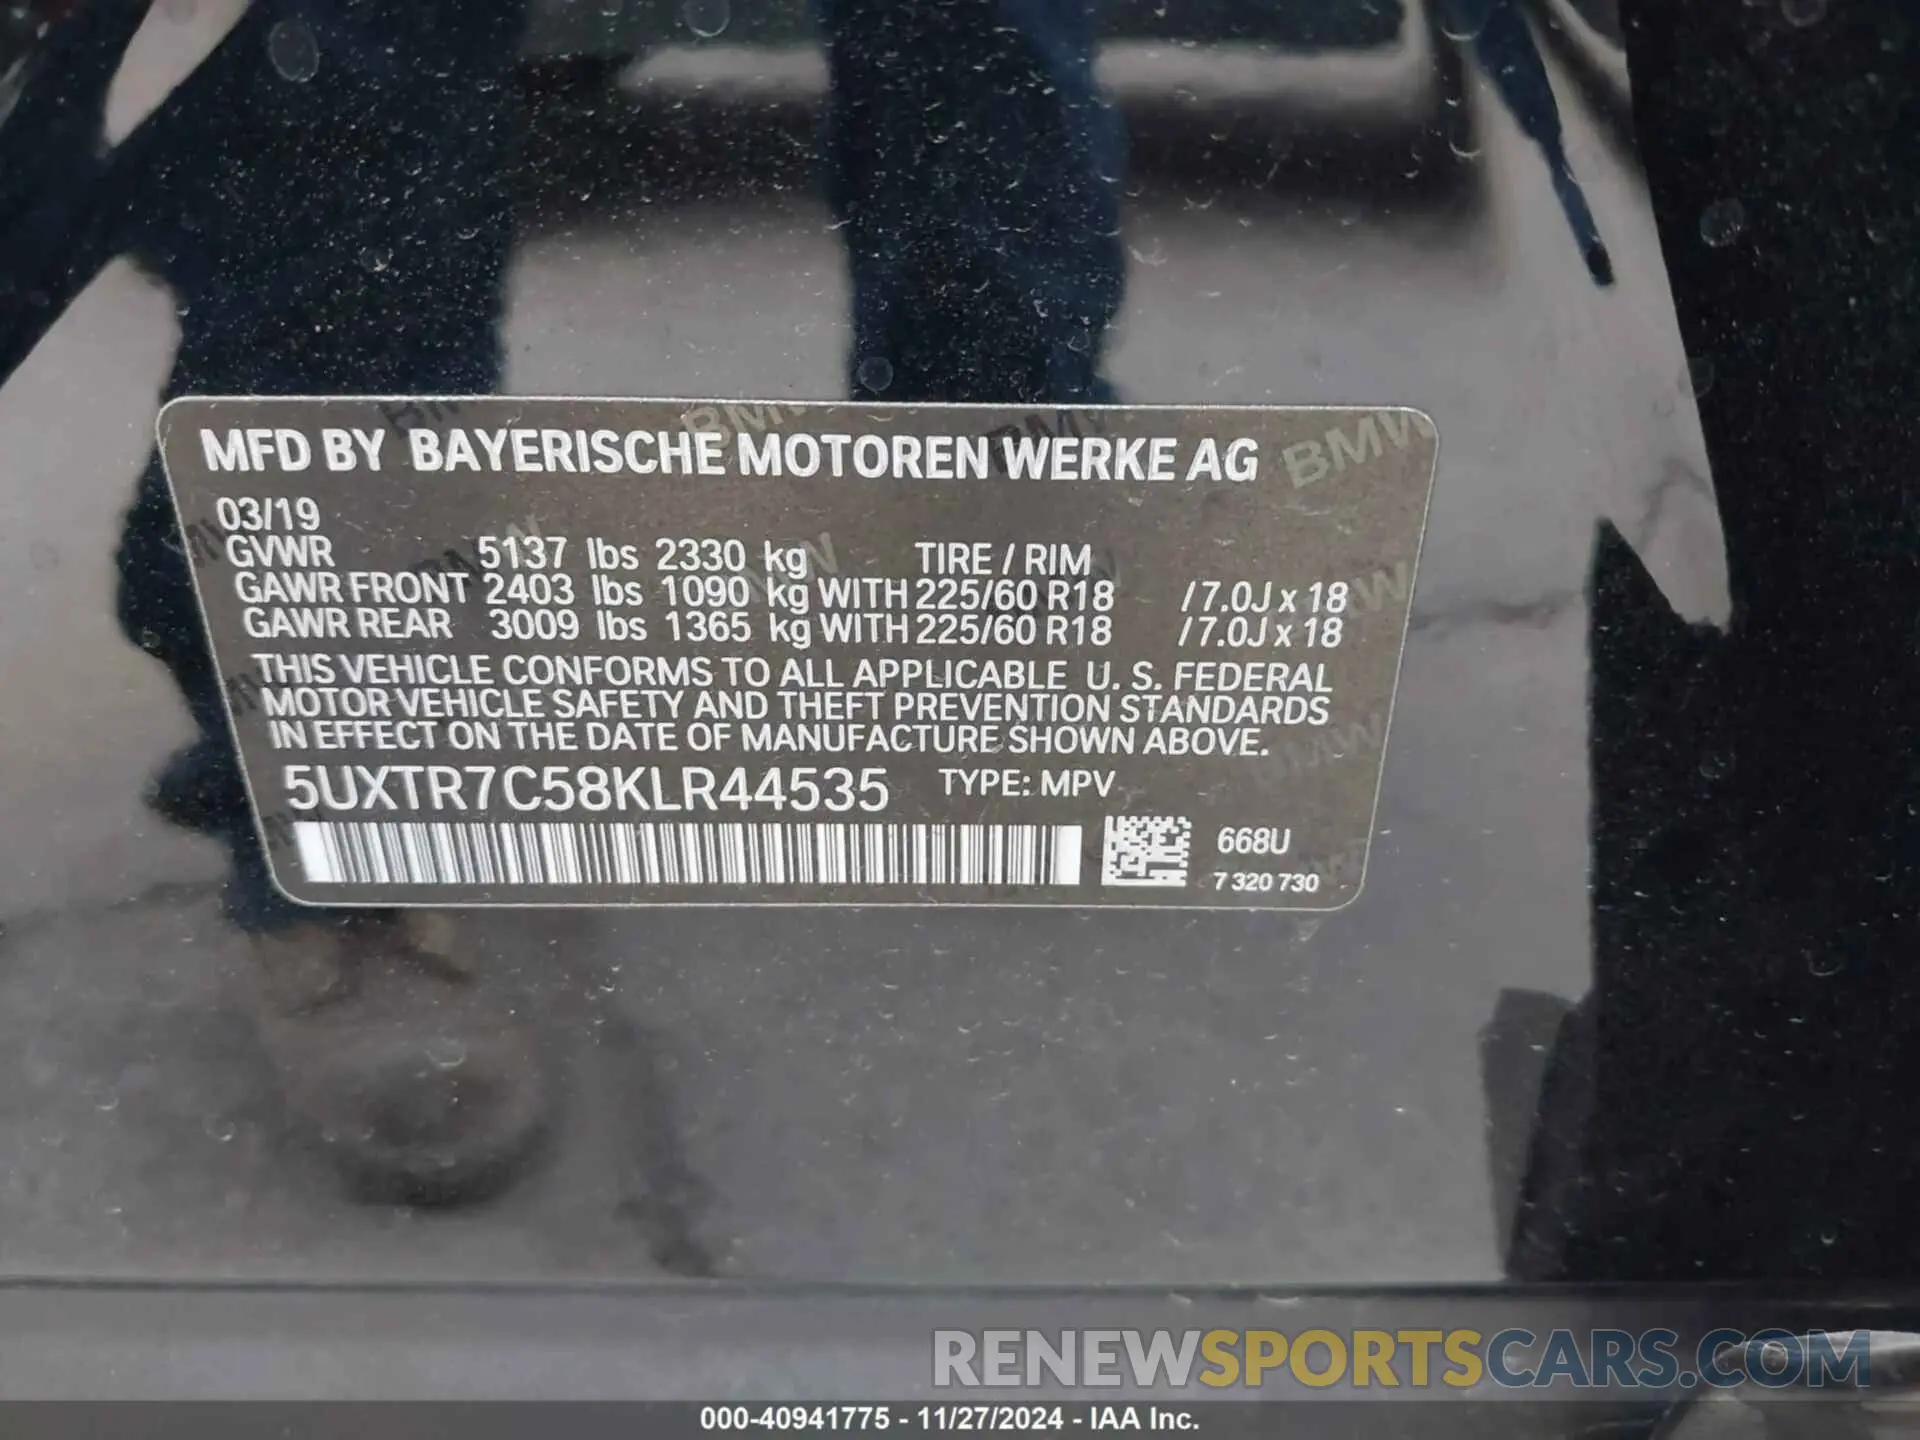 MFD BY BAYERISCHE MOTOREN WERKE AG
03/19
GVWR 5137 lbs 2330 kg TIRE / RIM
GAWR FRONT 2403 lbs 1090 kg WITH 225/60 R18 /7.0J x 18
GAWR REAR 3009 lbs 1365 kg WITH 225/60 R18 /7.0J x 18
THIS VEHICLE CONFORMS TO ALL APPLICABLE U. S. FEDERAL
MOTOR VEHICLE SAFETY AND THEFT PREVENTION STANDARDS
IN EFFECT ON THE DATE OF MANUFACTURE SHOWN ABOVE.
5UXTR7C58KLR44535 TYPE: MPV
668U
7 320 730
RENEWSPORTSCARS.COM
000-40941775 - 11/27/2024 - IAA Inc.